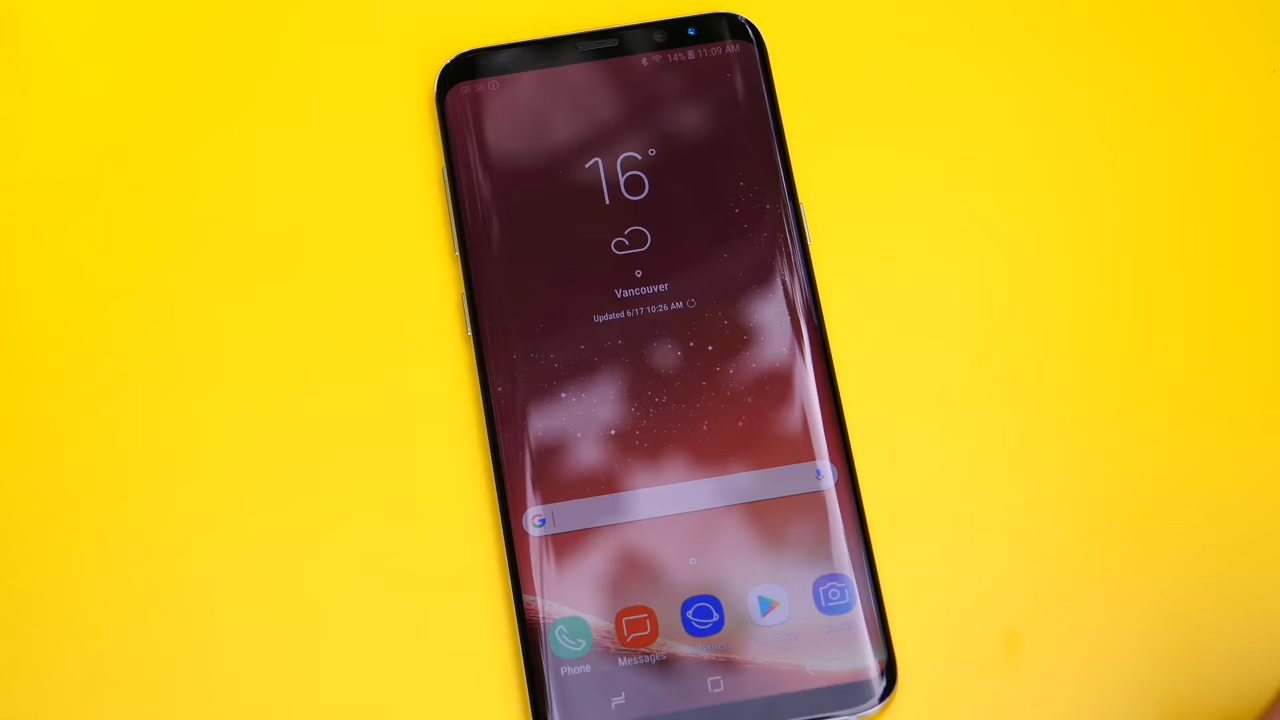 14% 11:09 AM
16°
Vancouver
Updated 6/17 10:26 AM
G
Phone
Messages